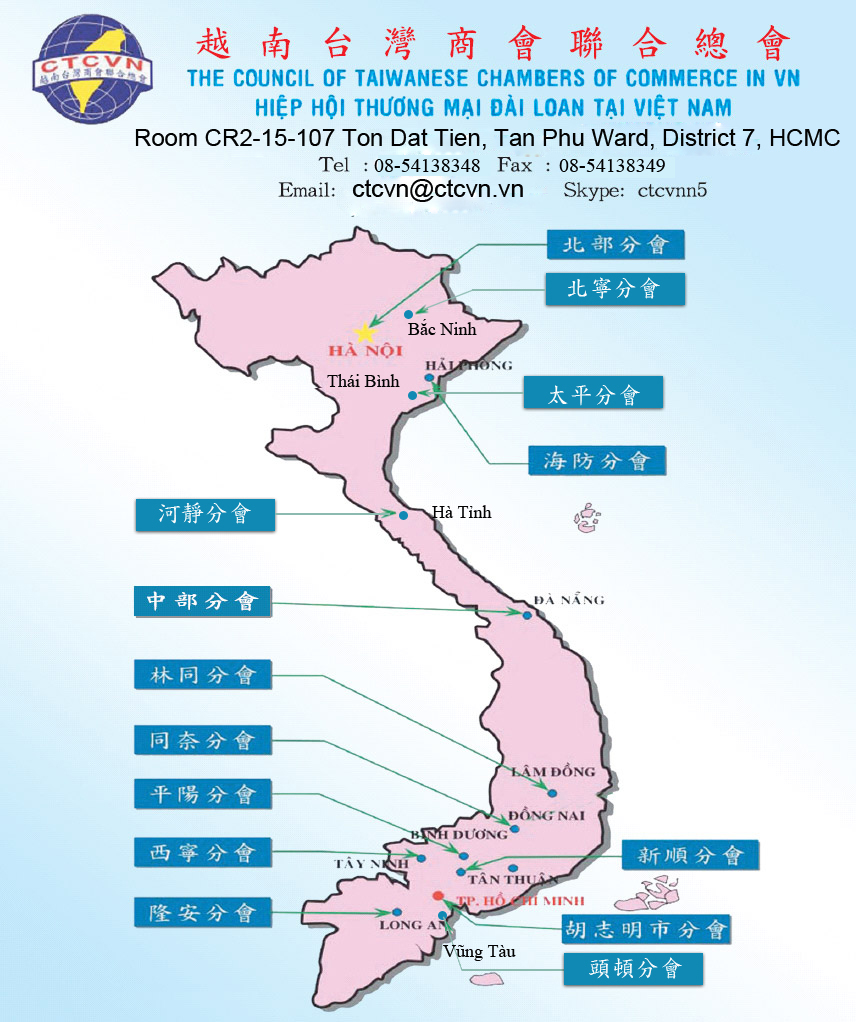 CTCVN
越南台灣商會聯合總會
越南台灣商會聯合總會
THE COUNCIL OF TAIWANESE CHAMBERS OF COMMERCE IN VN
HIỆP HỘI THƯƠNG MẠI ĐÀI LOAN TẠI VIỆT NAM
Room CR2-15-107 Ton Dat Tien, Tan Phu Ward, District 7, HCMC
Tel : 08-54138348 Fax : 08-54138349
Email: ctcvn@ctcvn.vn Skype: ctcvnn5
北部分會
北寧分會
Bắc Ninh
HÀ NỘI
HẢI PHÒNG
Thái Bình
太平分會
海防分會
河靜分會
Hà Tinh
中部分會
ĐÀ NẴNG
林同分會
同奈分會
LÂM ĐỒNG
平陽分會
ĐỒNG NAI
BÌNH DƯƠNG
西寧分會
TÂY NINH
新順分會
TÂN THUẬN
TP. HỒ CHÍ MINH
隆安分會
LONG AN
胡志明市分會
Vũng Tàu
頭頓分會